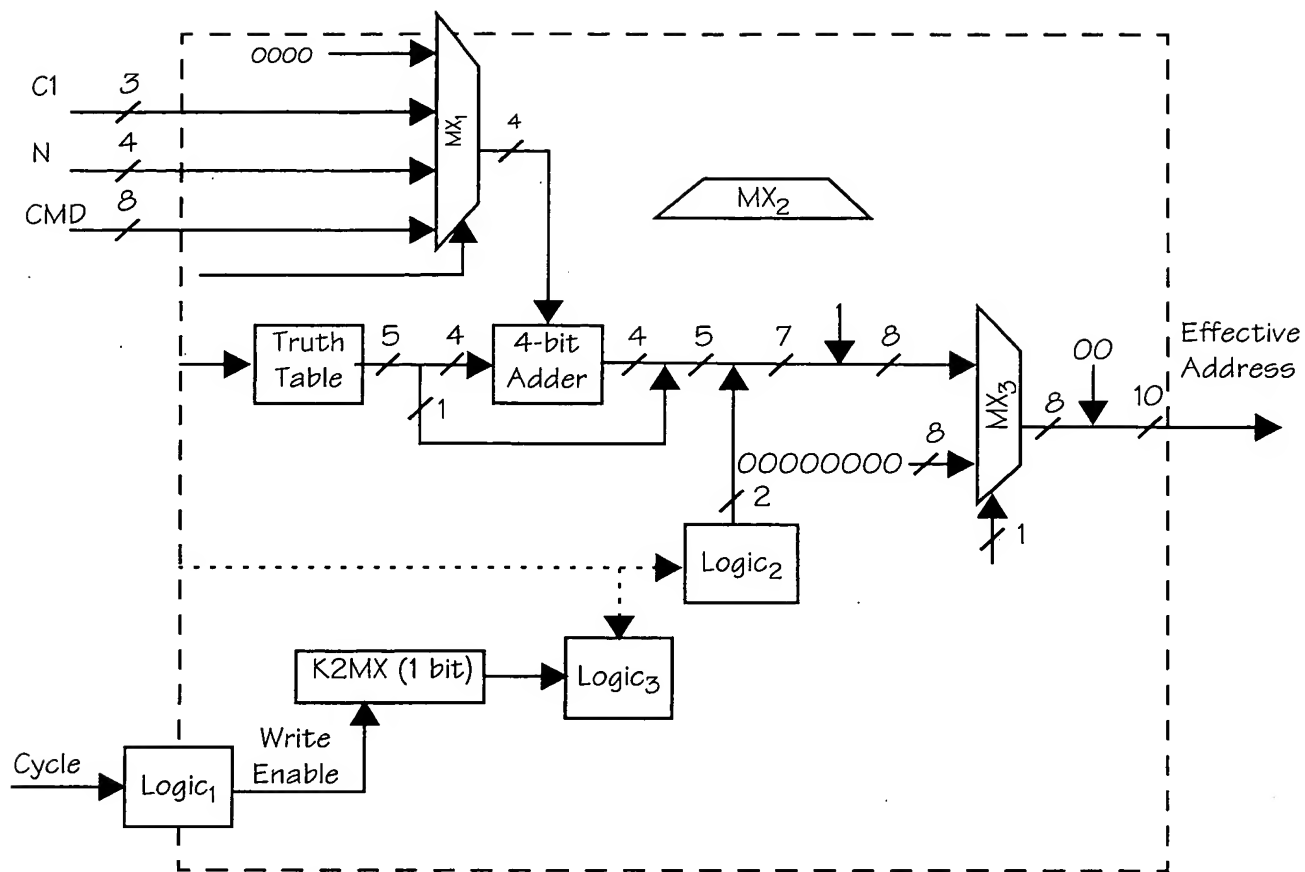 0000
C1
3
N
4
CMD
8
MX1
4
MX2
Truth
Table
5
4
1
4-bit
Adder
4
5
7
1
8
MX3
00
8
10
Effective
Address
00000000
8
1
2
Logic2
K2MX (1 bit)
Logic3
Cycle
Logic1
Write
Enable